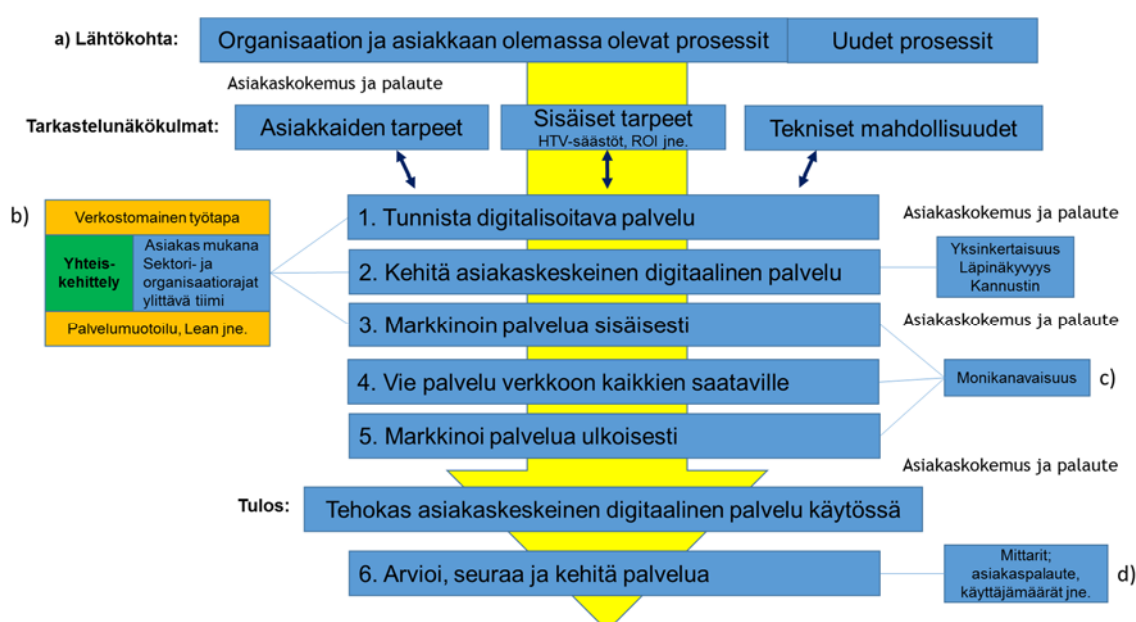 a) Lähtökohta:
Organisaation ja asiakkaan olemassa olevat prosessit
Uudet prosessit
Asiakaskokemus ja palaute
Tarkastelunäkökulmat:
Asiakkaiden tarpeet
Sisäiset tarpeet
HTV-säästöt, ROI jne.
Tekniset mahdollisuudet
b)
Verkostomainen työtapa
Yhteis-
kehittely
Asiakas mukana
Sektori- ja
organisaatiorajat
ylittävä tiimi
Palvelumuotoilu, Lean jne.
1. Tunnista digitalisoitava palvelu
Asiakaskokemus ja palaute
2. Kehitä asiakaskeskeinen digitaalinen palvelu
Yksinkertaisuus
Läpinäkyvyys
Kannustin
3. Markkinoin palvelua sisäisesti
Asiakaskokemus ja palaute
4. Vie palvelu verkkoon kaikkien saataville
Monikanavaisuus
c)
5. Markkinoi palvelua ulkoisesti
Asiakaskokemus ja palaute
Tulos:
Tehokas asiakaskeskeinen digitaalinen palvelu käytössä
6. Arvioi, seuraa ja kehitä palvelua
Mittarit;
asiakaspalaute,
käyttäjämäärät jne.
d)